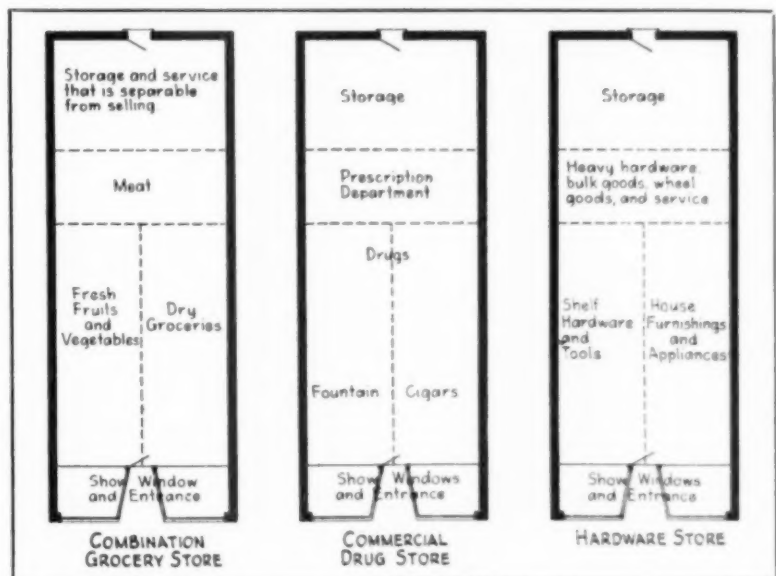 Storage and service
that is separable
from selling.
Meat
Fresh
Fruits
and
Vegetables
Dry
Groceries
Show Window
and Entrance
COMBINATION
GROCERY STORE
Storage
Prescription
Department
Drugs
Fountain
Cigars
Show Windows
and Entrance
COMMERCIAL
DRUG STORE
Storage
Heavy hardware,
bulk goods, wheel
goods, and service
Shelf
Hardware
and
Tools
House
Furnishings
and
Appliances
Show Windows
and Entrance
HARDWARE STORE